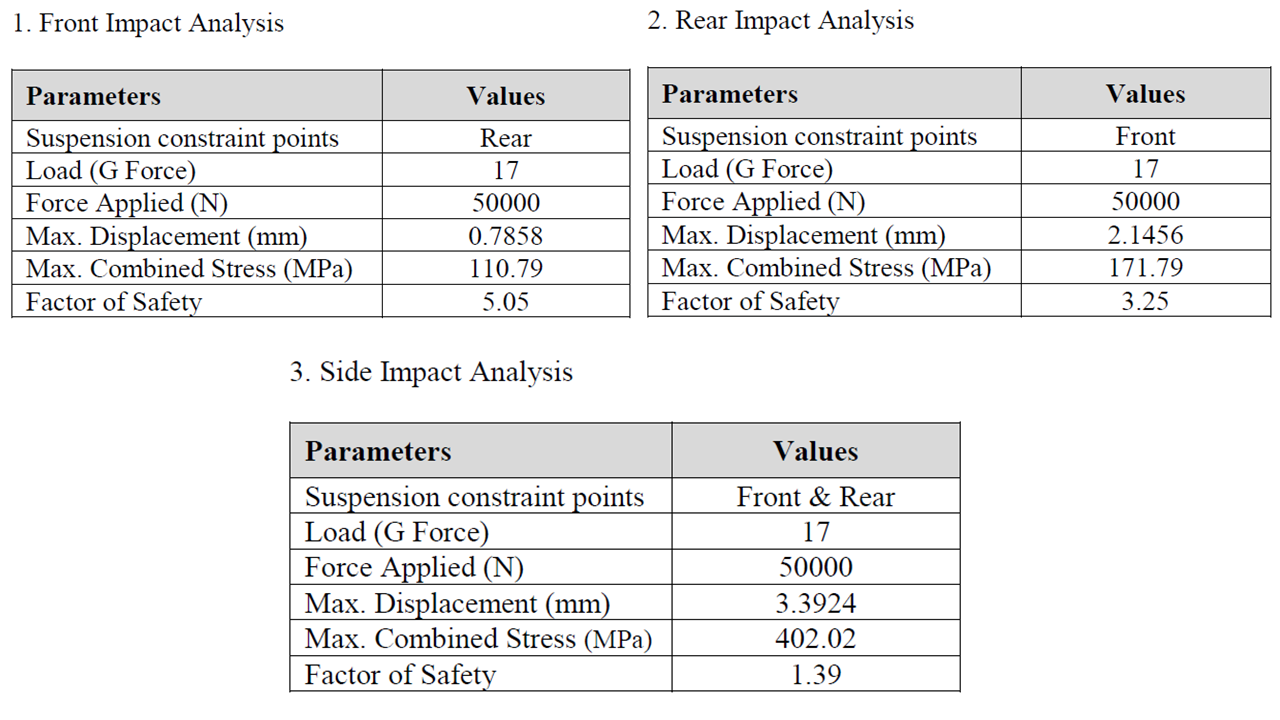 1. Front Impact Analysis
Parameters Values
Suspension constraint points Rear
Load (G Force) 17
Force Applied (N) 50000
Max. Displacement (mm) 0.7858
Max. Combined Stress (MPa) 110.79
Factor of Safety 5.05
2. Rear Impact Analysis
Parameters Values
Suspension constraint points Front
Load (G Force) 17
Force Applied (N) 50000
Max. Displacement (mm) 2.1456
Max. Combined Stress (MPa) 171.79
Factor of Safety 3.25
3. Side Impact Analysis
Parameters Values
Suspension constraint points Front & Rear
Load (G Force) 17
Force Applied (N) 50000
Max. Displacement (mm) 3.3924
Max. Combined Stress (MPa) 402.02
Factor of Safety 1.39